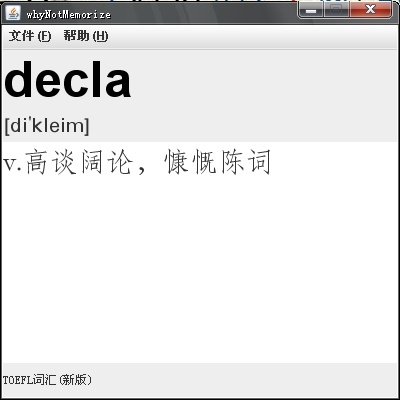 whyNotMemorize
文件(F) 帮助(H)
decla
[di'kleim]
v.高谈阔论，慷慨陈词
TOEFL词汇(新版)